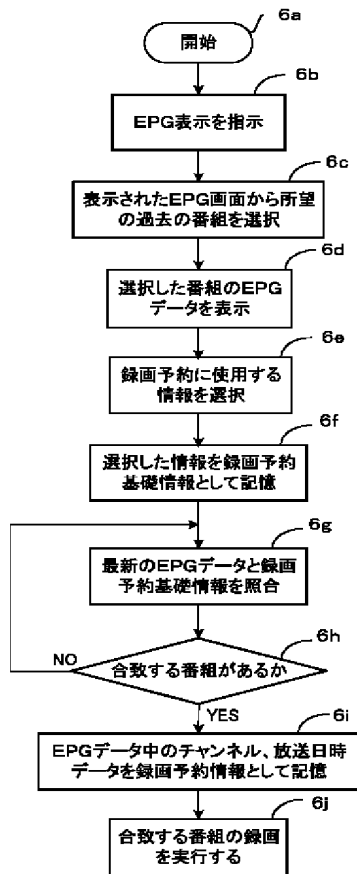 6a
開始
6b
EPG表示を指示
6c
表示されたEPG画面から所望
の過去の番組を選択
6d
選択した番組のEPG
データを表示
6e
録画予約に使用する
情報を選択
6f
選択した情報を録画予約
基礎情報として記憶
6g
最新のEPGデータと録画
予約基礎情報を照合
6h
合致する番組があるか
NO
YES
6i
EPGデータ中のチャンネル、放送日時
データを録画予約情報として記憶
6j
合致する番組の録画
を実行する